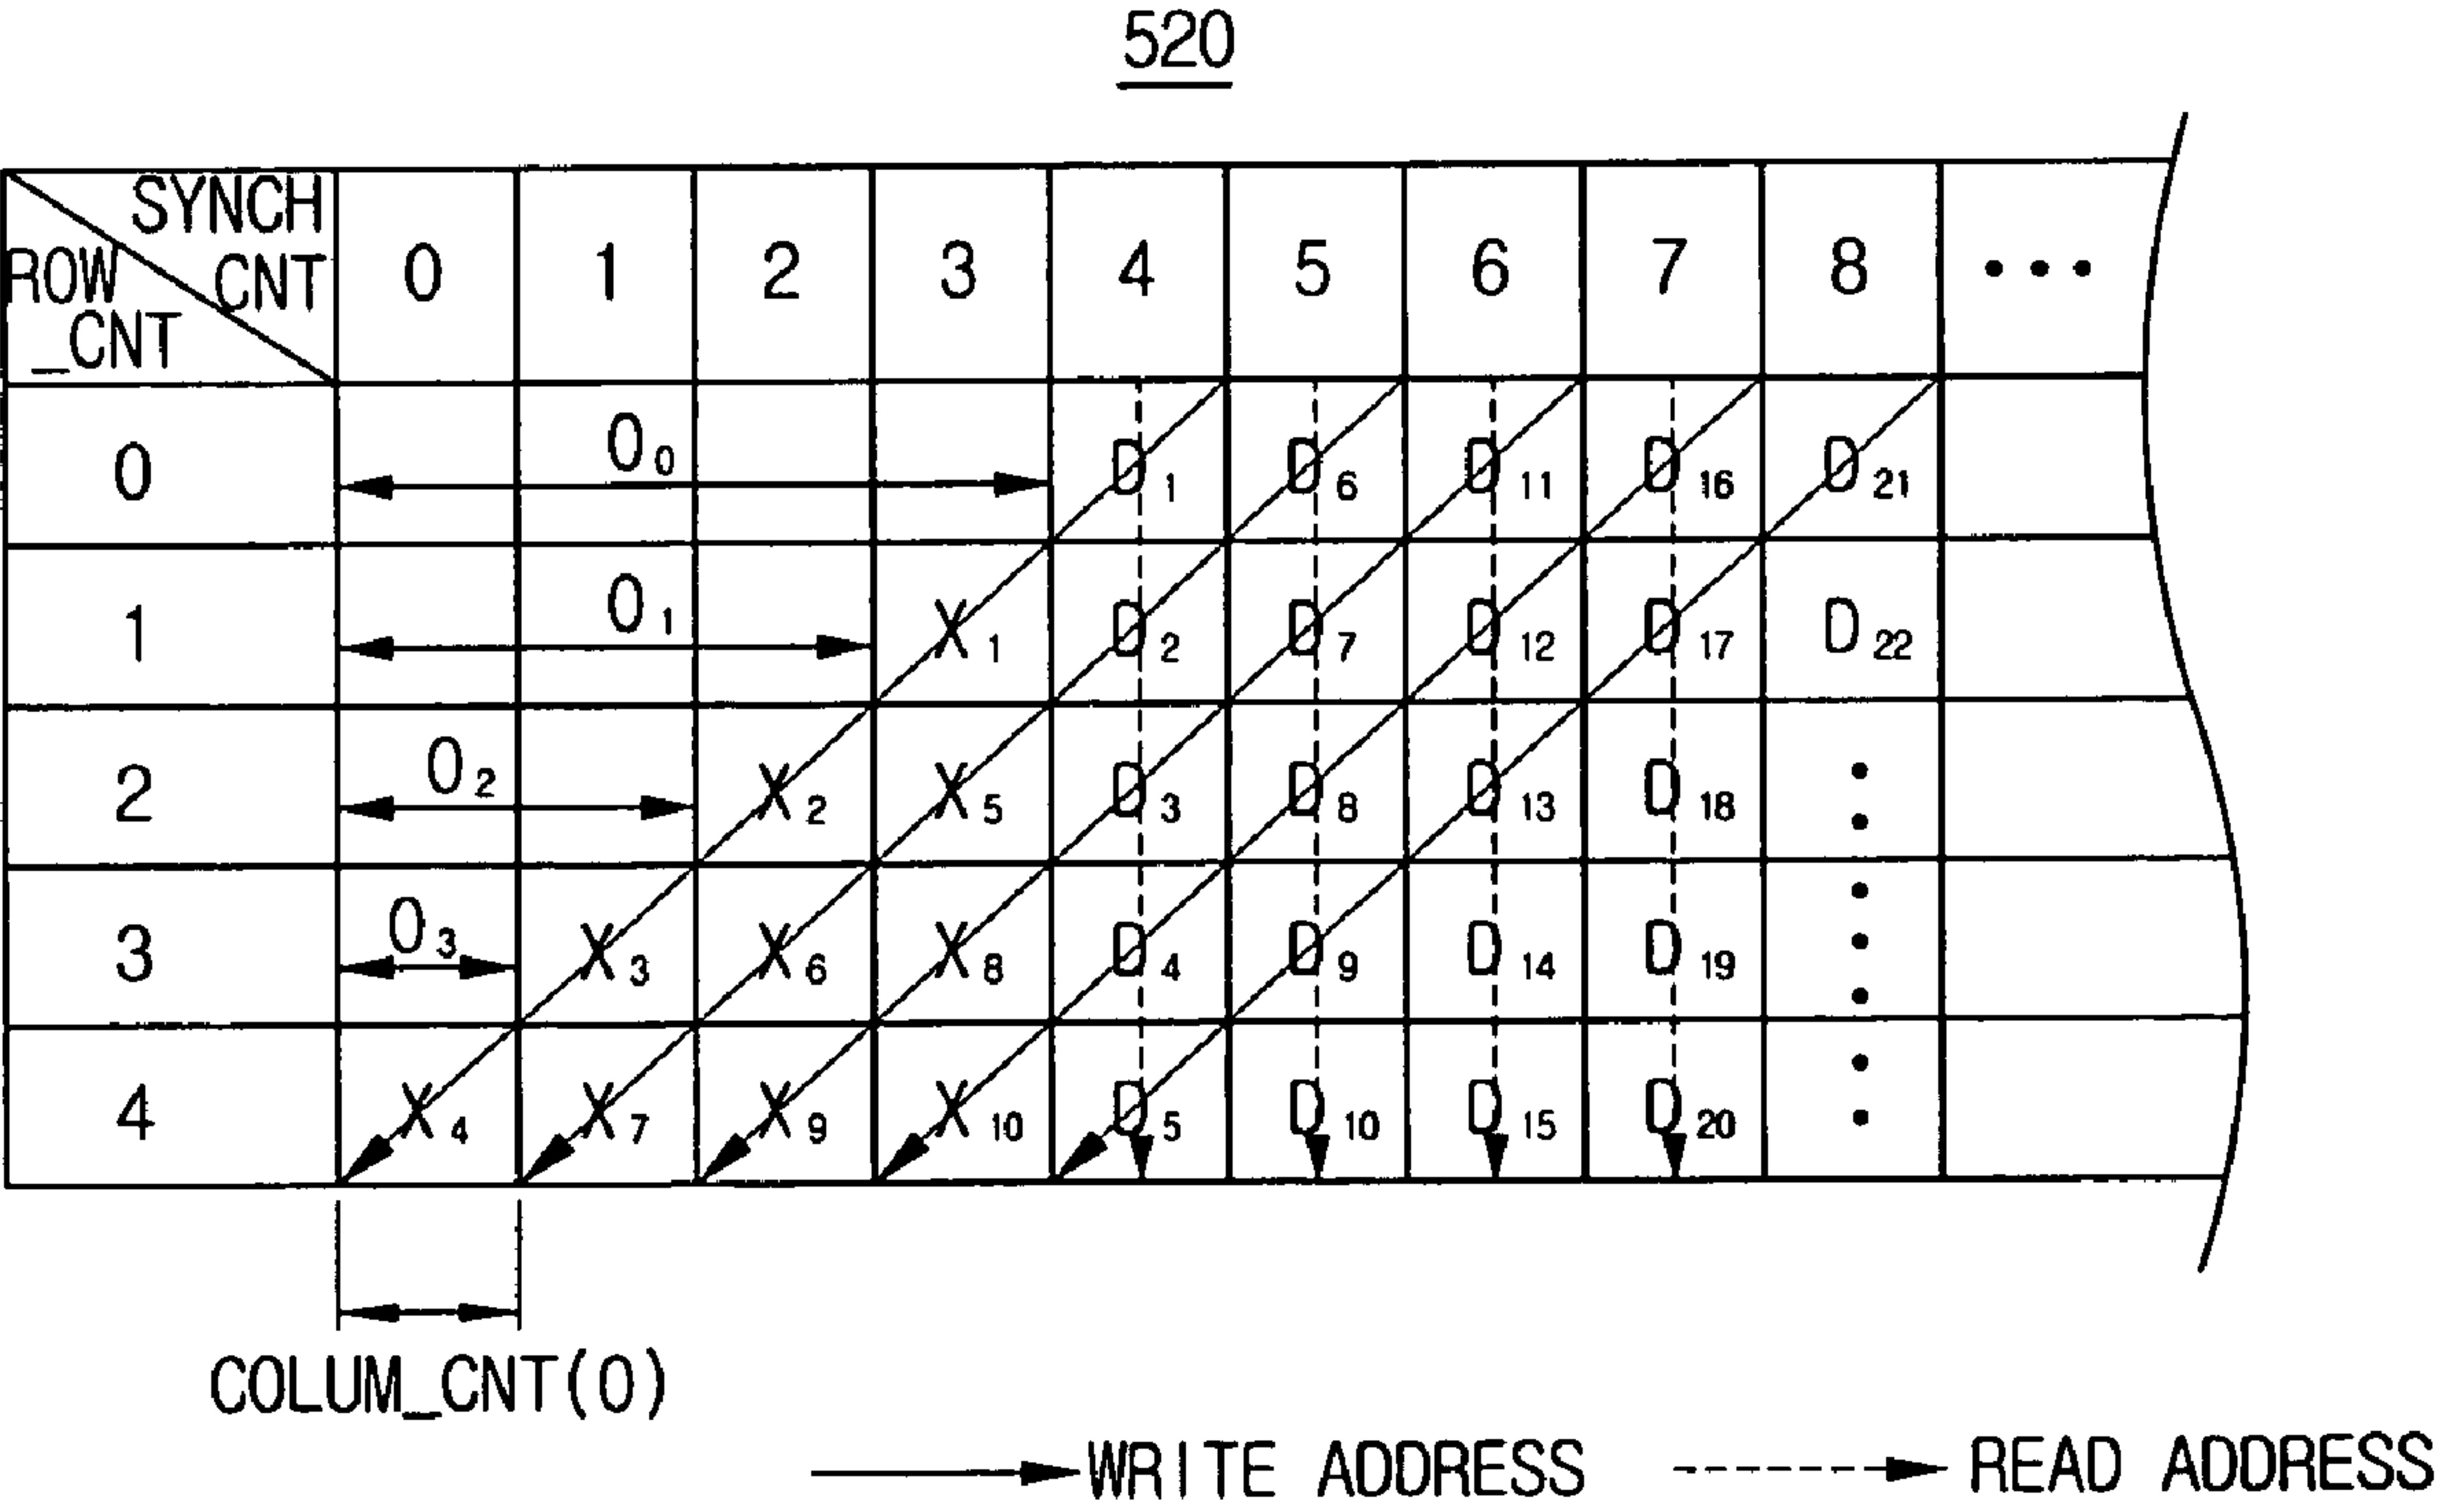 520
SYNCH
ROW CNT 0 1 2 3 4 5 6 7 8 •••
_CNT
0 O0 D1 D6 D11 D16 D21
1 O1 X1 D2 D7 D12 D17 D22
2 O2 X2 X5 D3 D8 D13 D18
3 O3 X3 X6 X8 D4 D9 D14 D19
4 X4 X7 X9 X10 D5 D10 D15 D20
COLUM_CNT(0)
WRITE ADDRESS READ ADDRESS